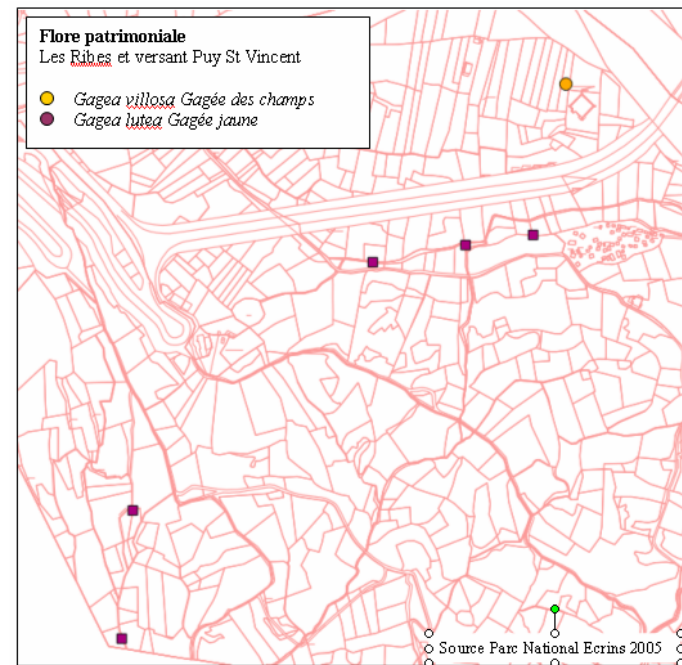 Flore patrimoniale
Les Ribes et versant Puy St Vincent
Gagea villosa Gagée des champs
Gagea lutea Gagée jaune
Source Parc National Ecrins 2005